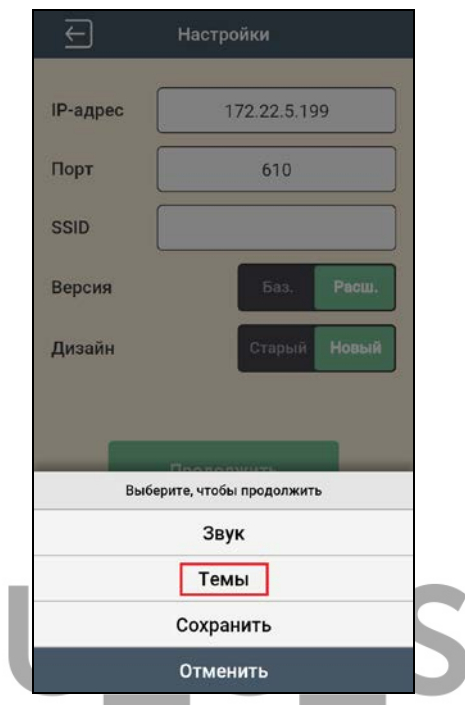 Настройки
IP-адрес 172.22.5.199
Порт 610
SSID
Версия Баз. Расш.
Дизайн Старый Новый
Продолжить
Выберите, чтобы продолжить
Звук
Темы
Сохранить
Отменить